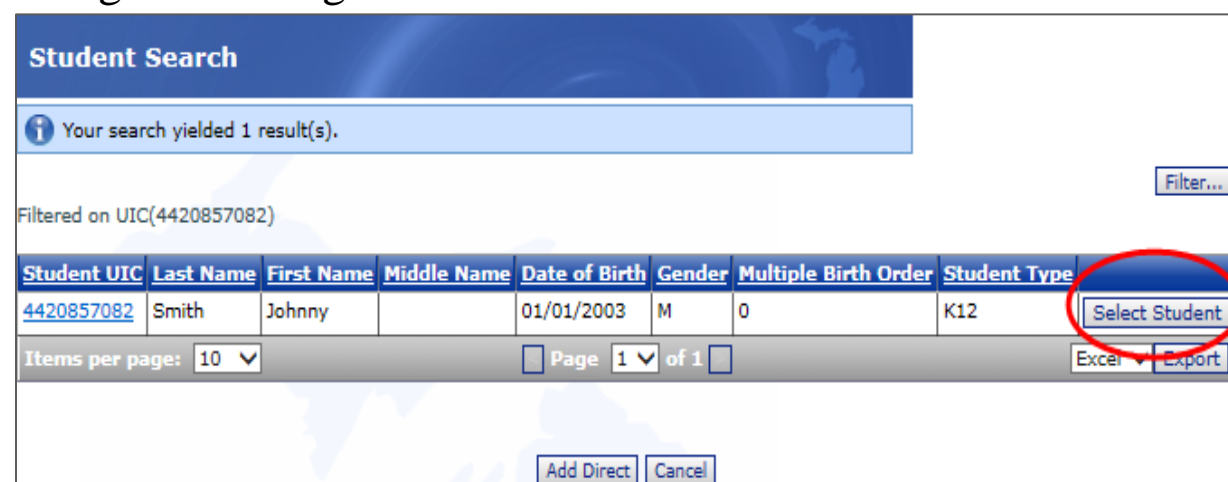 Student Search
Your search yielded 1 result(s).
Filter...
Filtered on UIC(4420857082)
Student UIC Last Name First Name Middle Name Date of Birth Gender Multiple Birth Order Student Type
4420857082 Smith Johnny 01/01/2003 M 0 K12 Select Student
Items per page: 10 Page 1 of 1 Excel Export
Add Direct Cancel